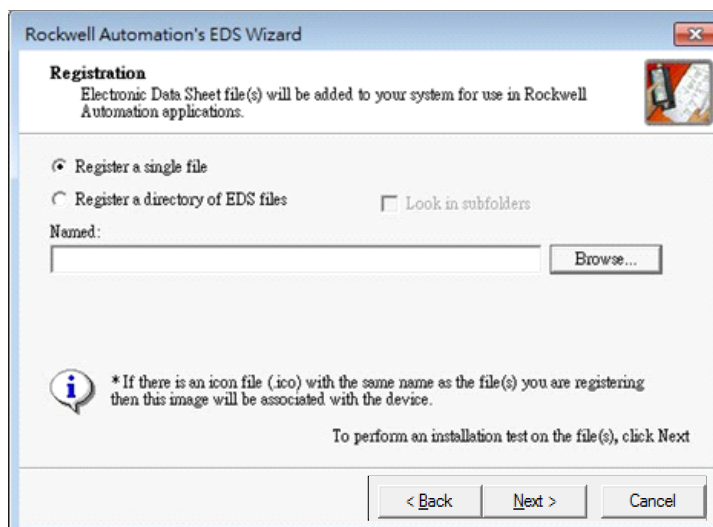 Rockwell Automation's EDS Wizard
Registration
Electronic Data Sheet file(s) will be added to your system for use in Rockwell
Automation applications.
Register a single file
Register a directory of EDS files
Look in subfolders
Named:
Browse...
*If there is an icon file (.ico) with the same name as the file(s) you are registering
then this image will be associated with the device.
To perform an installation test on the file(s), click Next
< Back
Next >
Cancel